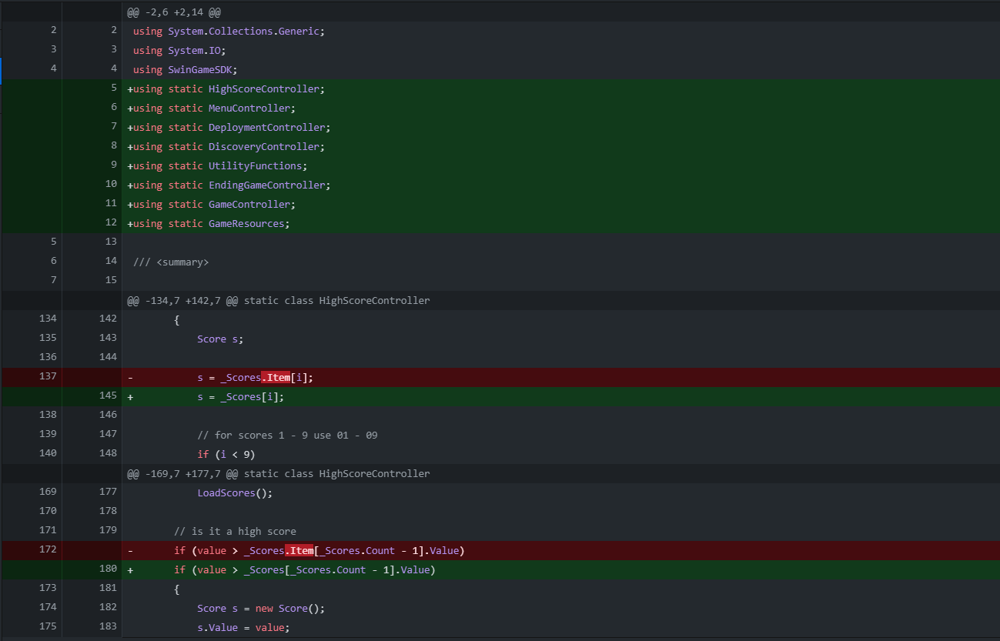 @@ -2,6 +2,14 @@
2 2 using System.Collections.Generic;
3 3 using System.IO;
4 4 using SwinGameSDK;
5 +using static HighScoreController;
6 +using static MenuController;
7 +using static DeploymentController;
8 +using static DiscoveryController;
9 +using static UtilityFunctions;
10 +using static EndingGameController;
11 +using static GameController;
12 +using static GameResources;
5 13
6 14 /// <summary>
7 15
@@ -134,7 +142,7 @@ static class HighScoreController
134 142 {
135 143 Score s;
136 144
137 - s = _Scores.Item[i];
145 + s = _Scores[i];
138 146
139 147 // for scores 1 - 9 use 01 - 09
140 148 if (i < 9)
@@ -169,7 +177,7 @@ static class HighScoreController
169 177 LoadScores();
170 178
171 179 // is it a high score
172 - if (value > _Scores.Item[_Scores.Count - 1].Value)
180 + if (value > _Scores[_Scores.Count - 1].Value)
173 181 {
174 182 Score s = new Score();
175 183 s.Value = value;